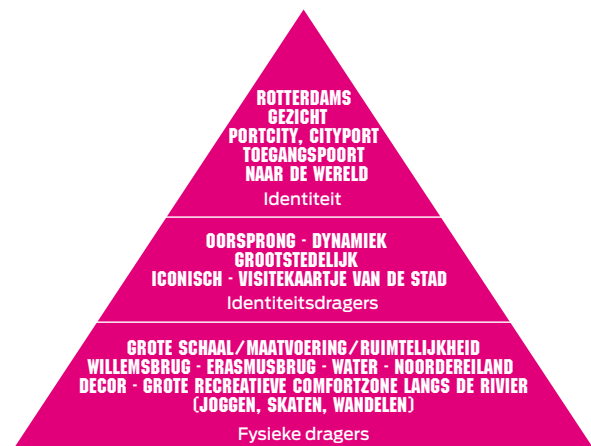 ROTTERDAMS
GEZICHT
PORTCITY, CITYPORT
TOEGANGSPOORT
NAAR DE WERELD
Identiteit
OORSPRONG - DYNAMIEK
GROOTSTEDELIJK
ICONISCH - VISITEKAARTJE VAN DE STAD
Identiteitsdragers
GROTE SCHAAL/MAATVOERING/RUIMTELIJKHEID
WILLEMSBRUG - ERASMUSBRUG - WATER - NOORDEREILAND
DECOR - GROTE RECREATIEVE COMFORTZONE LANGS DE RIVIER
(JOGGEN, SKATEN, WANDELEN)
Fysieke dragers